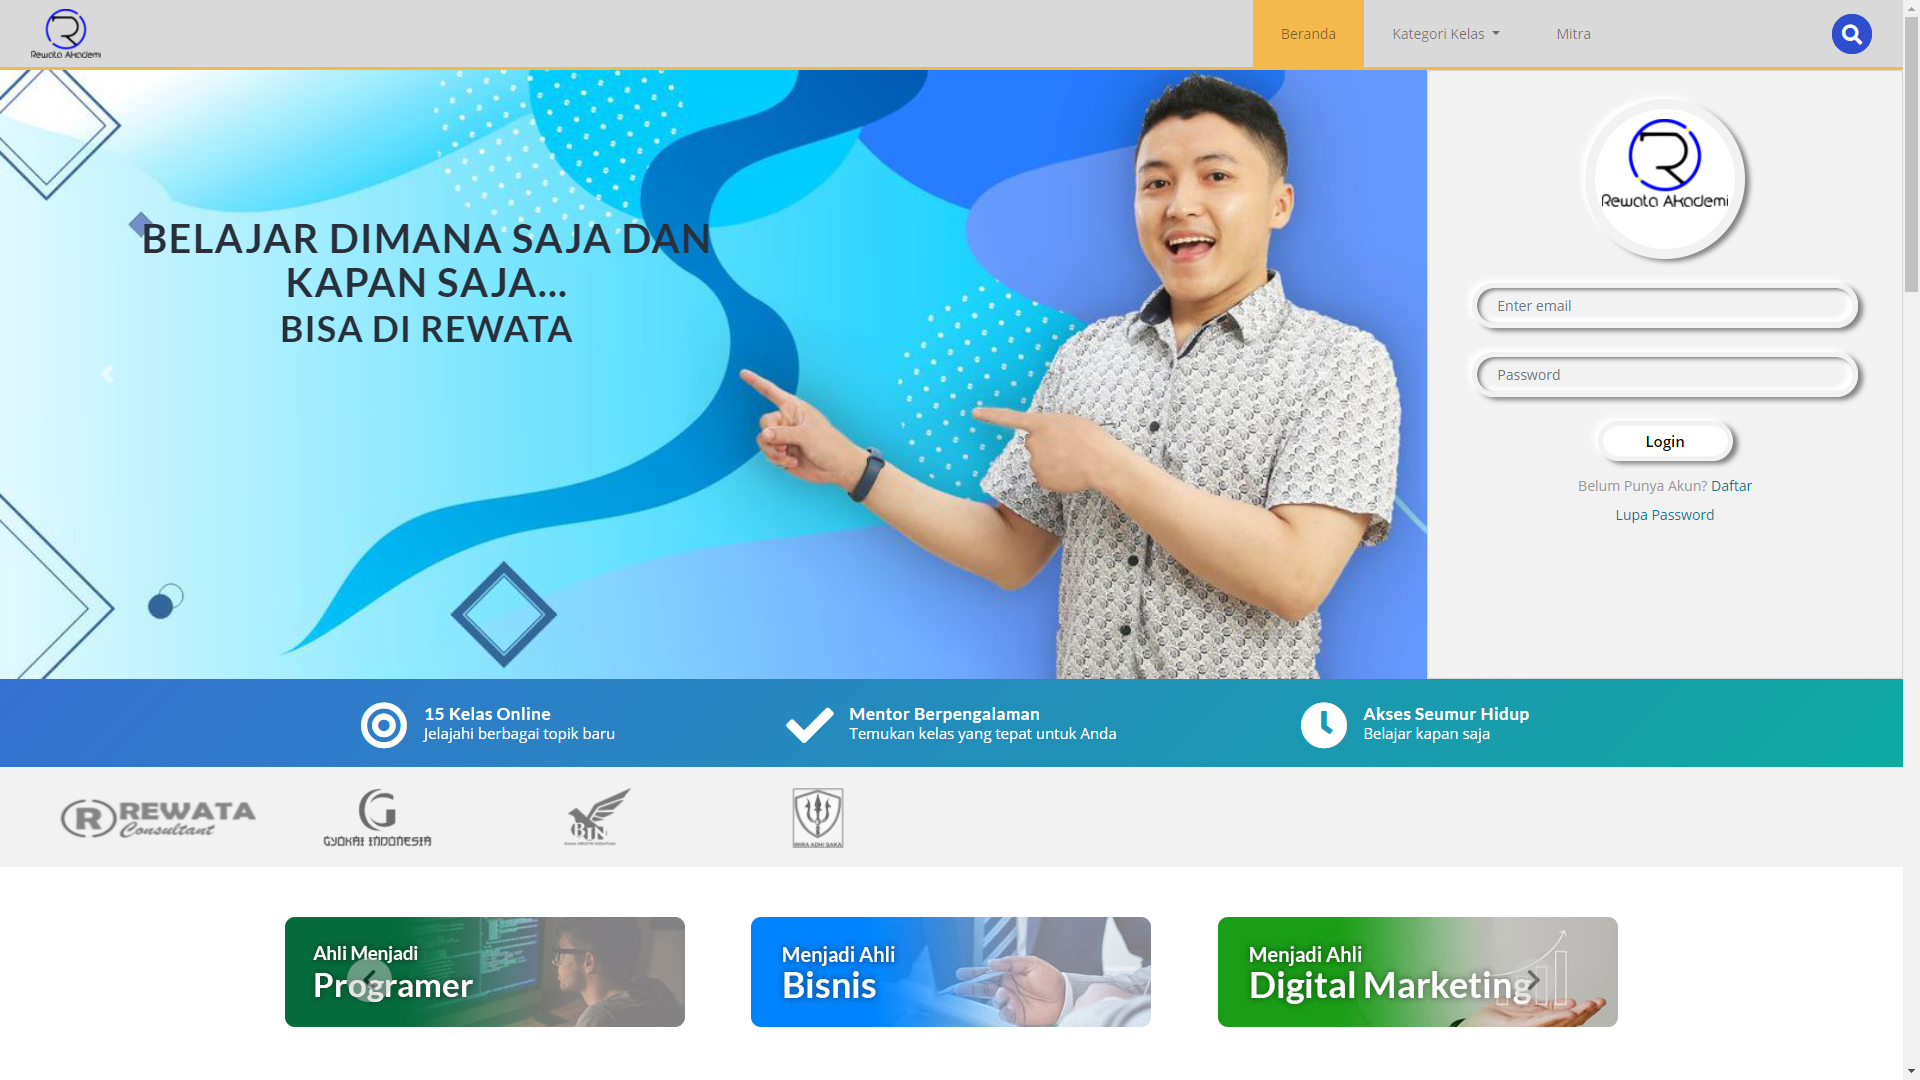 Rewata Akademi
Beranda
Kategori Kelas
Mitra
BELAJAR DIMANA SAJA DAN
KAPAN SAJA...
BISA DI REWATA
Rewata Akademi
Enter email
Password
Login
Belum Punya Akun? Daftar
Lupa Password
15 Kelas Online
Jelajahi berbagai topik baru
Mentor Berpengalaman
Temukan kelas yang tepat untuk Anda
Akses Seumur Hidup
Belajar kapan saja
R REWATA
Consultant
GYOKAI INDONESIA
BIN
WIRA ADHI SAKA
Ahli Menjadi
Programer
Menjadi Ahli
Bisnis
Menjadi Ahli
Digital Marketing